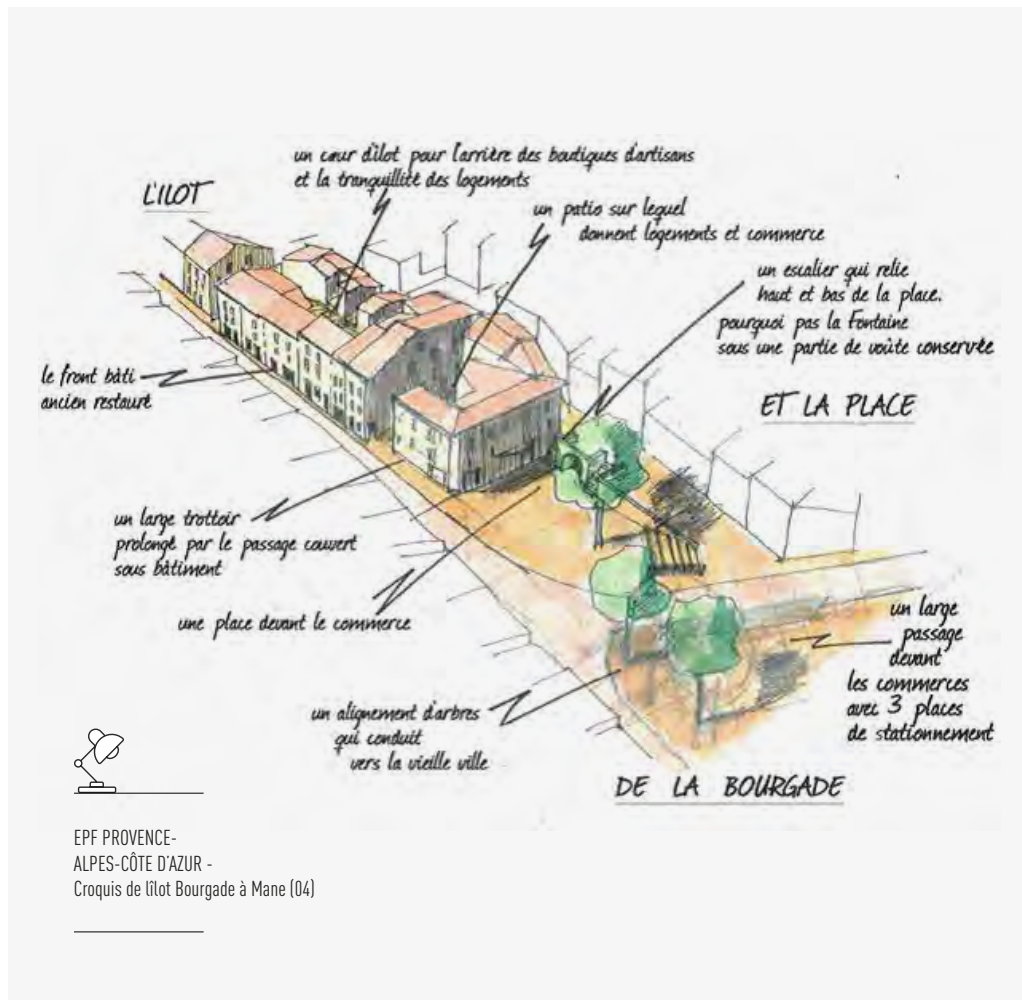 un cœur d'ilot pour l'arrière des boutiques d'artisans
et la tranquillité des logements
L'ILOT
un patio sur lequel
donnent logements et commerce
un escalier qui relie
haut et bas de la place.
pourquoi pas la Fontaine
sous une partie de voûte conservée
le front bâti
ancien restauré
ET LA PLACE
un large trottoir
prolongé par le passage couvert
sous bâtiment
une place devant le commerce
un large
passage
devant
les commerces
avec 3 places
de stationnement
un alignement d'arbres
qui conduit
vers la vieille ville
DE LA BOURGADE
EPF PROVENCE-
ALPES-CÔTE D'AZUR -
Croquis de lîlot Bourgade à Mane (04)